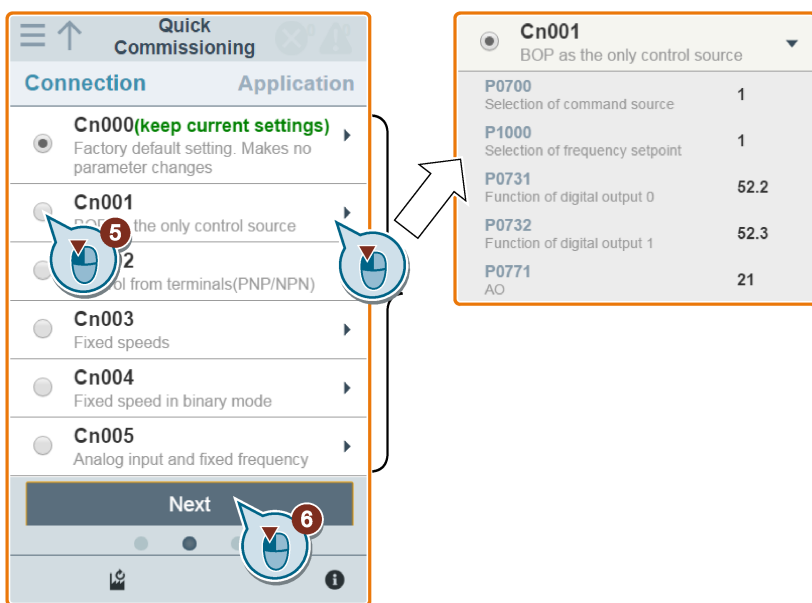 Quick
Commissioning
Connection
Application
Cn000(keep current settings)
Factory default setting. Makes no
parameter changes
Cn001
the only control source
5
2
from terminals(PNP/NPN)
Cn003
Fixed speeds
Cn004
Fixed speed in binary mode
Cn005
Analog input and fixed frequency
Next
6
Cn001
BOP as the only control source
P0700
Selection of command source
1
P1000
Selection of frequency setpoint
1
P0731
Function of digital output 0
52.2
P0732
Function of digital output 1
52.3
P0771
AO
21